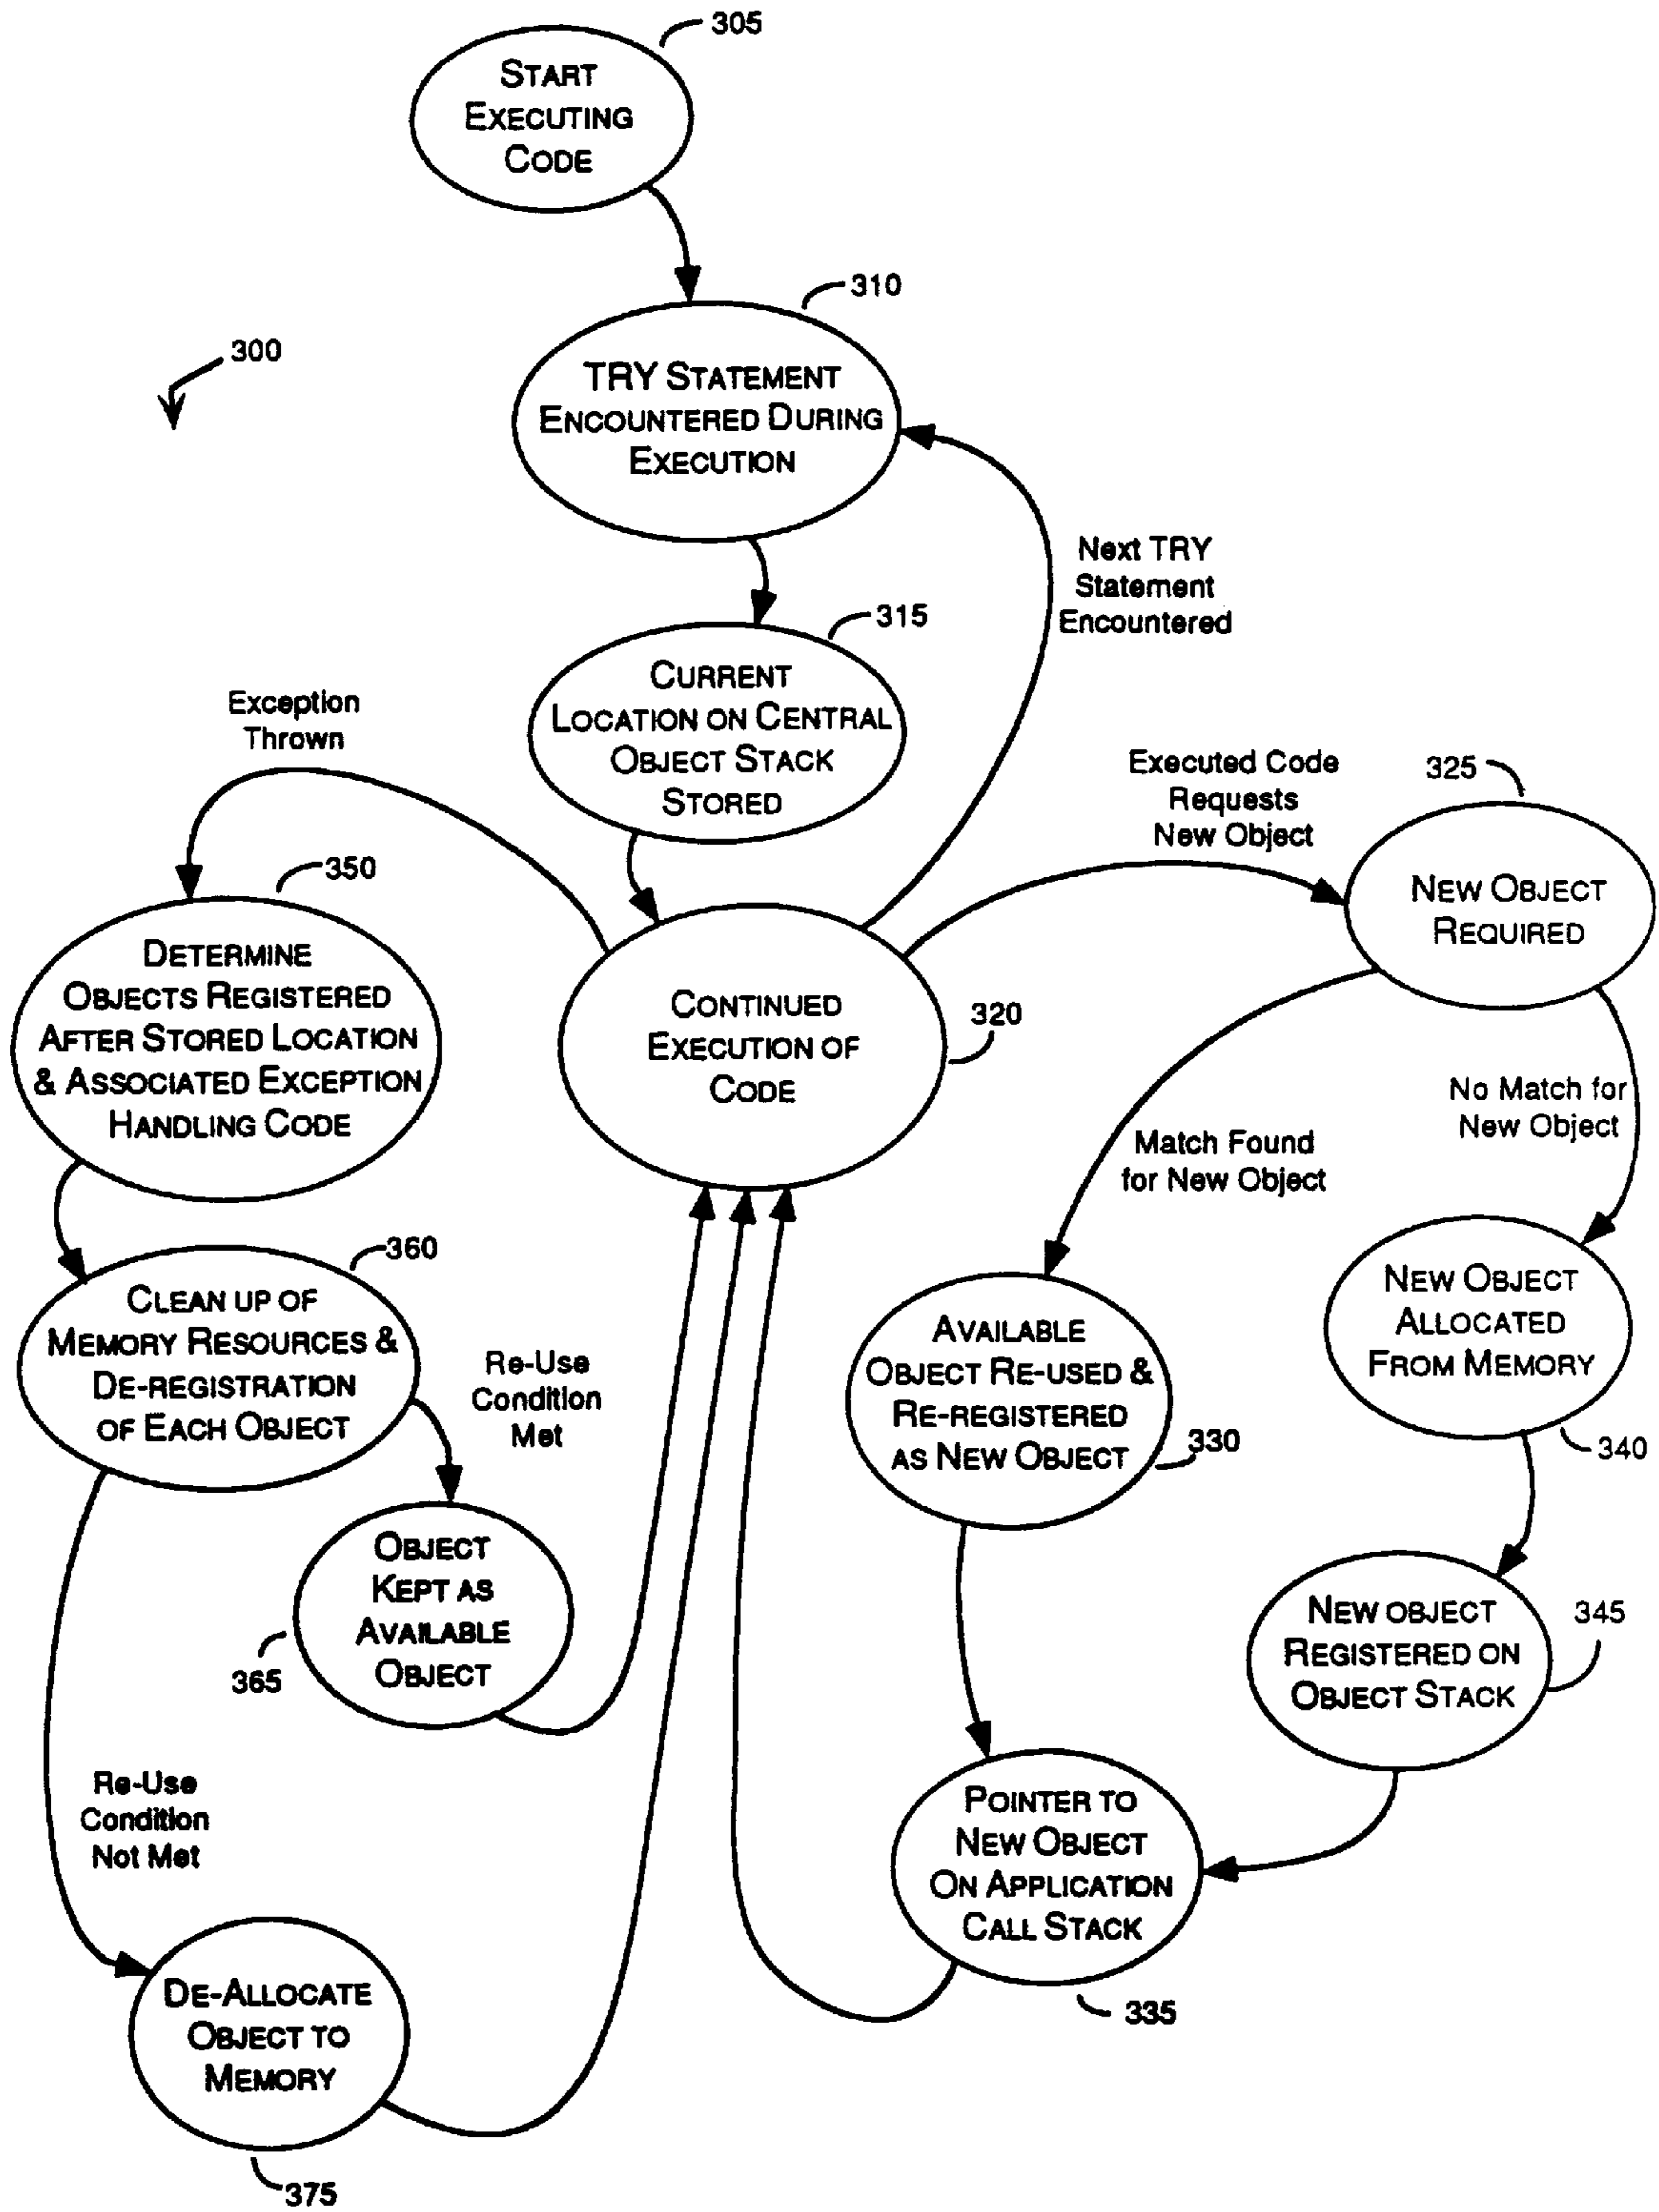 305
START
EXECUTING
CODE
310
300
TRY STATEMENT
ENCOUNTERED DURING
EXECUTION
Next TRY
Statement
Encountered
315
CURRENT
LOCATION ON CENTRAL
OBJECT STACK
STORED
Exception
Thrown
Executed Code
Requests
New Object
325
NEW OBJECT
REQUIRED
350
DETERMINE
OBJECTS REGISTERED
AFTER STORED LOCATION
& ASSOCIATED EXCEPTION
HANDLING CODE
CONTINUED
EXECUTION OF
CODE
320
No Match for
New Object
Match Found
for New Object
360
CLEAN UP OF
MEMORY RESOURCES &
DE-REGISTRATION
OF EACH OBJECT
Re-Use
Condition
Met
AVAILABLE
OBJECT RE-USED &
RE-REGISTERED
AS NEW OBJECT
330
NEW OBJECT
ALLOCATED
FROM MEMORY
340
OBJECT
KEPT AS
AVAILABLE
OBJECT
365
NEW OBJECT
REGISTERED ON
OBJECT STACK
345
Re-Use
Condition
Not Met
POINTER TO
NEW OBJECT
ON APPLICATION
CALL STACK
335
DE-ALLOCATE
OBJECT TO
MEMORY
375